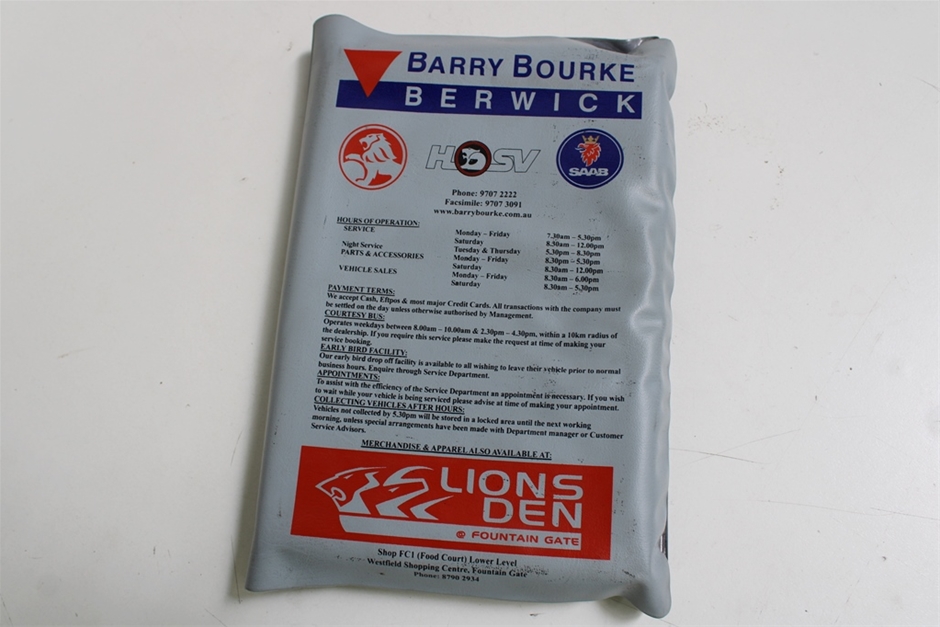 BARRY BOURKE
BERWICK
HSV
SAAB
Phone: 9707 2222
Facsimile: 9707 3091
www.barrybourke.com.au
HOURS OF OPERATION:
SERVICE Monday – Friday 7.30am – 5.30pm
Saturday 8.30am – 12.00pm
Night Service Tuesday & Thursday 5.30pm – 8.30pm
PARTS & ACCESSORIES Monday – Friday 8.30pm – 5.30pm
Saturday 8.30am – 12.00pm
VEHICLE SALES Monday – Friday 8.30am – 6.00pm
Saturday 8.30am – 5.30pm
PAYMENT TERMS:
We accept Cash, Eftpos & most major Credit Cards. All transactions with the company must
be settled on the day unless otherwise authorised by Management.
COURTESY BUS:
Operates weekdays between 8.00am – 10.00am & 2.30pm – 4.30pm, within a 10km radius of
the dealership. If you require this service please make the request at time of making your
service booking.
EARLY BIRD FACILITY:
Our early bird drop off facility is available to all wishing to leave their vehicle prior to normal
business hours. Enquire through Service Department.
APPOINTMENTS:
To assist with the efficiency of the Service Department an appointment is necessary. If you wish
to wait while your vehicle is being serviced please advise at time of making your appointment.
COLLECTING VEHICLES AFTER HOURS:
Vehicles not collected by 5.30pm will be stored in a locked area until the next working
morning, unless special arrangements have been made with Department manager or Customer
Service Advisors.
MERCHANDISE & APPAREL ALSO AVAILABLE AT:
LIONS
DEN
@ FOUNTAIN GATE
Shop FC1 (Food Court) Lower Level
Westfield Shopping Centre, Fountain Gate
Phone: 8790 2934